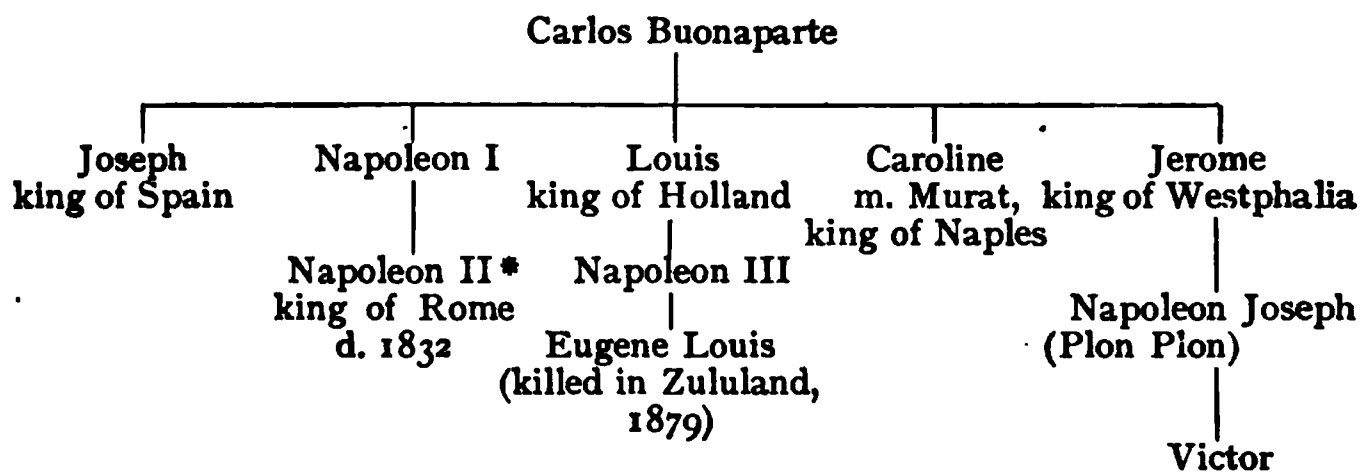 Carlos Buonaparte
Joseph
king of Spain
Napoleon I
Louis
king of Holland
Caroline
m. Murat,
king of Naples
Jerome
king of Westphalia
Napoleon II*
king of Rome
d. 1832
Napoleon III
Eugene Louis
(killed in Zululand,
1879)
Napoleon Joseph
(Plon Plon)
Victor